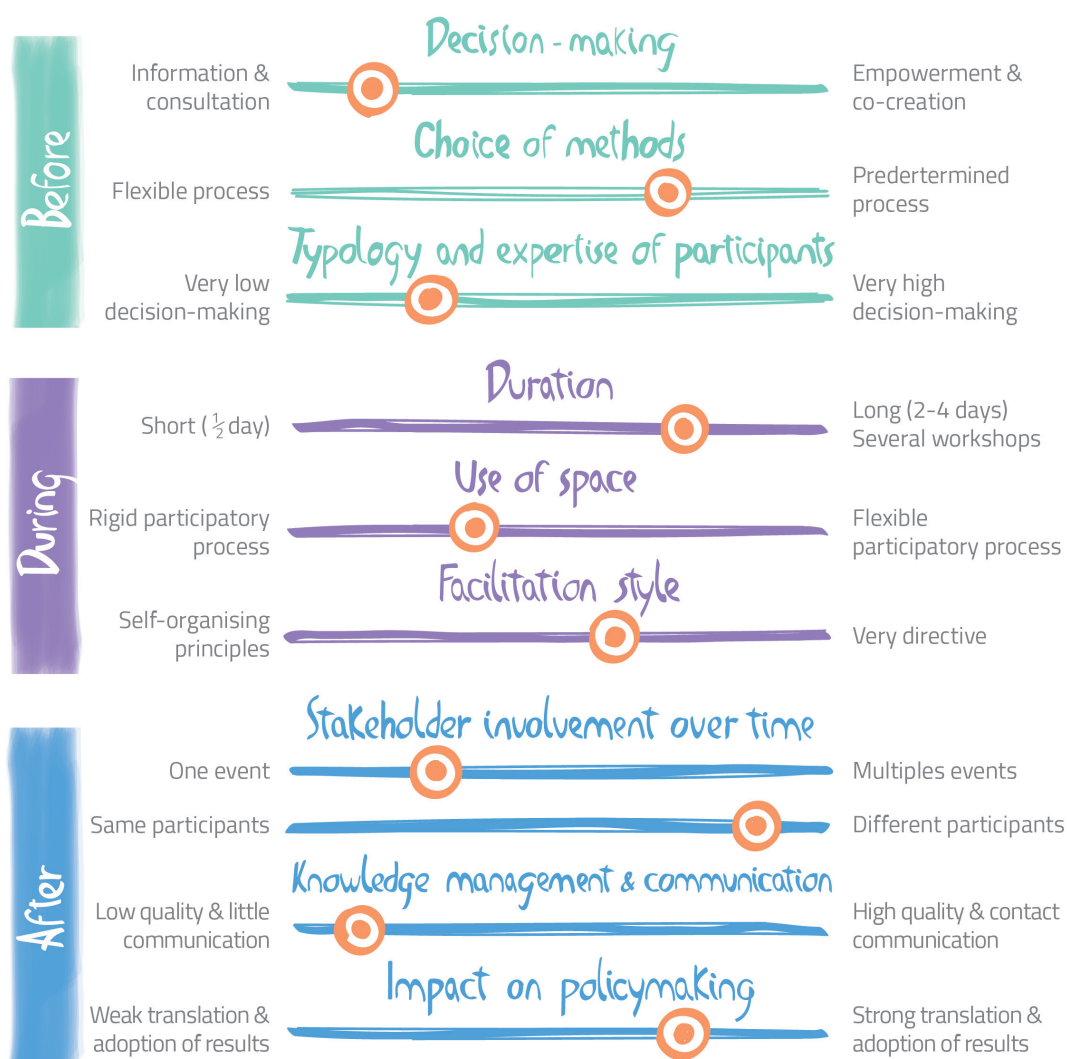 Before
Decision-making
Information &
consultation
Empowerment &
co-creation
Choice of methods
Flexible process
Predertermined
process
Typology and expertise of participants
Very low
decision-making
Very high
decision-making
During
Duration
Short (½ day)
Long (2-4 days)
Several workshops
Use of space
Rigid participatory
process
Flexible
participatory process
Facilitation style
Self-organising
principles
Very directive
After
Stakeholder involvement over time
One event
Multiples events
Same participants
Different participants
Knowledge management & communication
Low quality & little
communication
High quality & contact
communication
Impact on policymaking
Weak translation &
adoption of results
Strong translation &
adoption of results